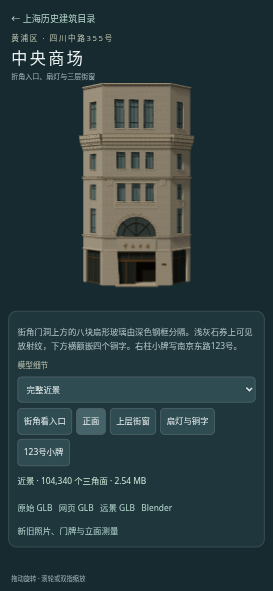 ← 上海历史建筑目录
黄浦区 · 四川中路355号
中央商场
折角入口、扇灯与三层街窗
街角门洞上方的八块扇形玻璃由深色钢框分隔。浅灰石券上可见
放射纹，下方横额嵌四个铜字。右柱小牌写南京东路123号。
模型细节
完整近景
街角看入口 正面 上层街窗 扇灯与铜字
123号小牌
近景 · 104,340 个三角面 · 2.54 MB
原始 GLB 网页 GLB 远景 GLB Blender
新旧照片、门牌与立面测量
拖动旋转 · 滚轮或双指缩放